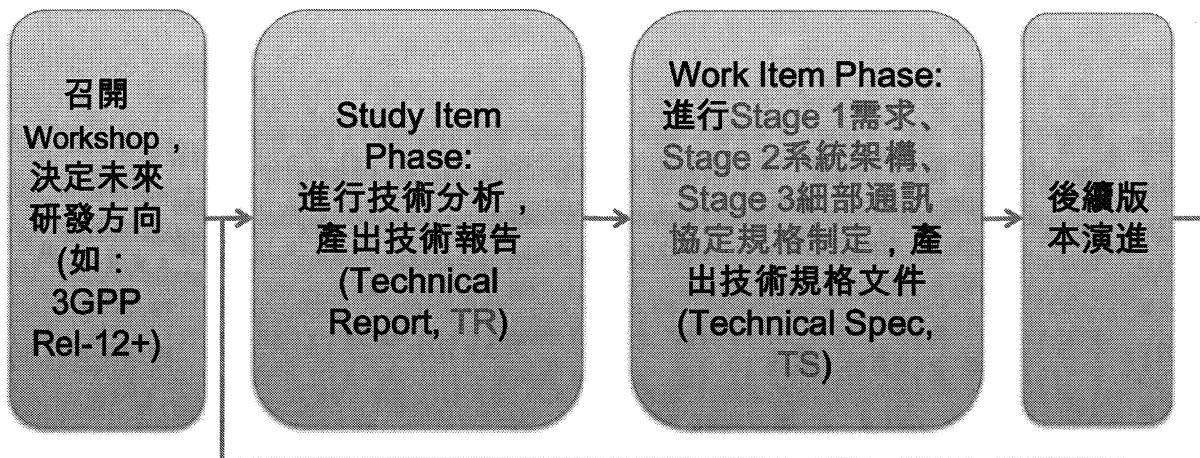 召開
Workshop，
決定未來
研發方向
(如：
3GPP
Rel-12+)
Study Item
Phase:
進行技術分析，
產出技術報告
(Technical
Report, TR)
Work Item Phase:
進行Stage 1需求、
Stage 2系統架構、
Stage 3細部通訊
協定規格制定，產
出技術規格文件
(Technical Spec,
TS)
後續版
本演進